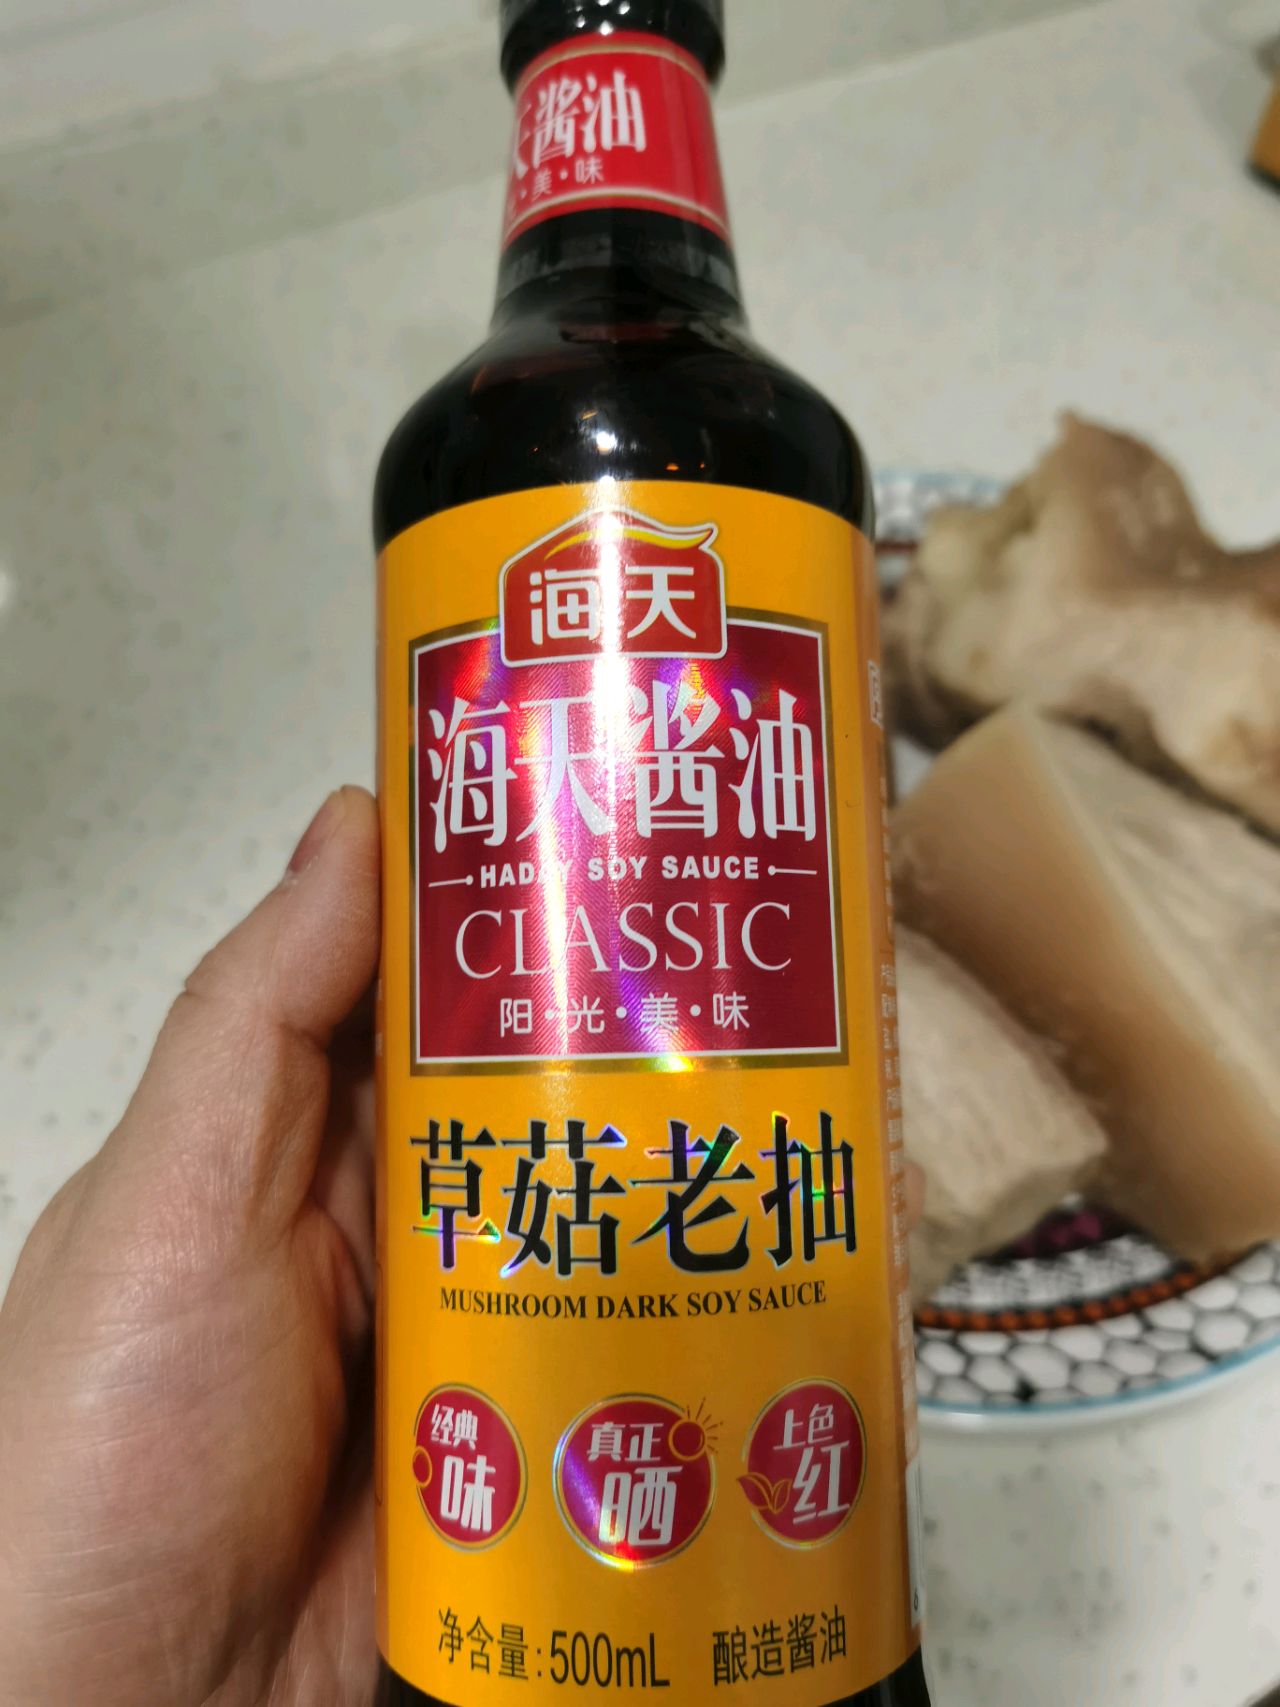 天酱油
·美·味
海天
海天酱油
HADAY SOY SAUCE
CLASSIC
阳·光·美·味
草菇老抽
MUSHROOM DARK SOY SAUCE
经典
味
真正
晒
上色
红
净含量:500mL 酿造酱油